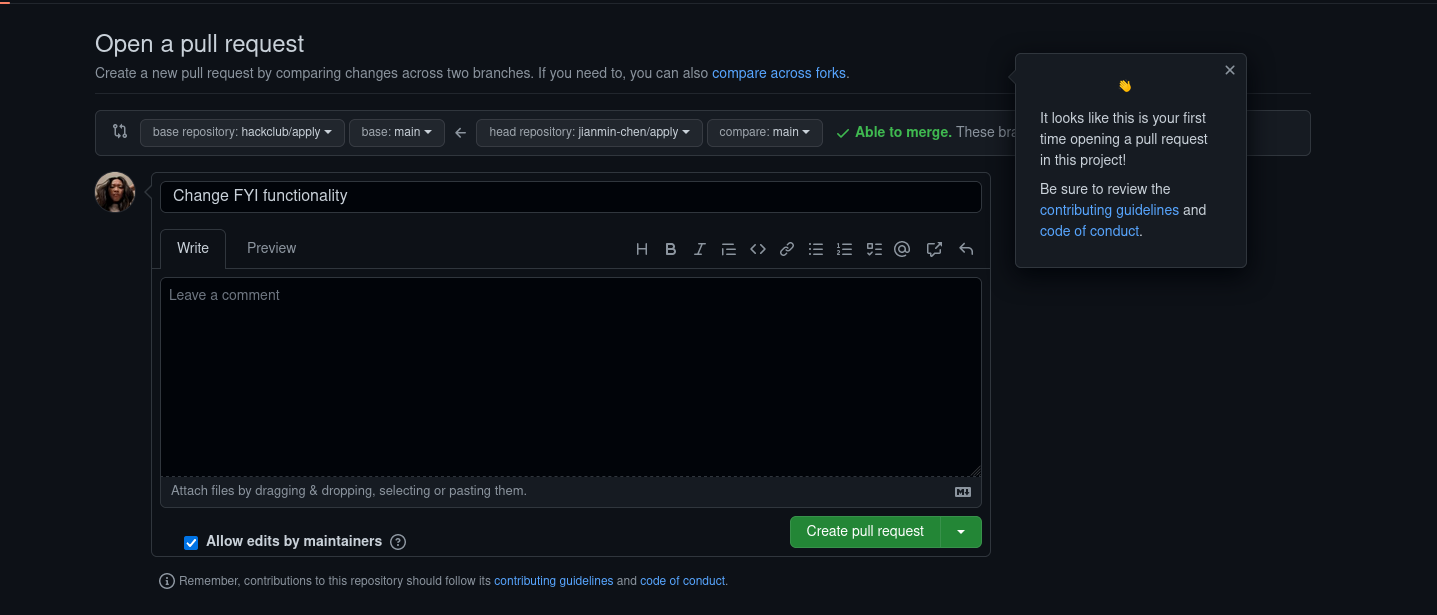 Open a pull request
Create a new pull request by comparing changes across two branches. If you need to, you can also compare across forks.
base repository: hackclub/apply
base: main
head repository: jianmin-chen/apply
compare: main
Able to merge. These bra
👋
It looks like this is your first
time opening a pull request
in this project!
Be sure to review the
contributing guidelines and
code of conduct.
Change FYI functionality
Write
Preview
Leave a comment
Attach files by dragging & dropping, selecting or pasting them.
Allow edits by maintainers
Create pull request
Remember, contributions to this repository should follow its contributing guidelines and code of conduct.